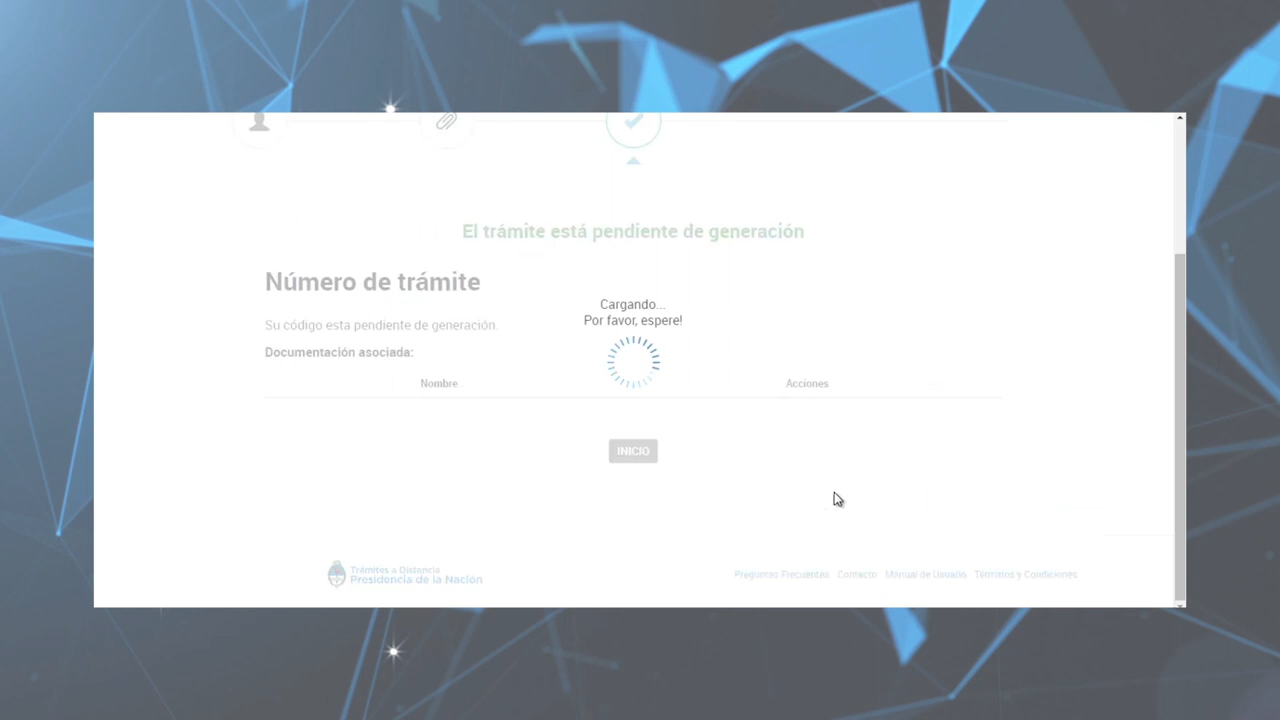 El trámite está pendiente de generación
Número de trámite
Cargando...
Por favor, espere!
Su código esta pendiente de generación.
Documentación asociada:
Nombre Acciones
INICIO
Trámites a Distancia
Presidencia de la Nación
Preguntas Frecuentes Contacto Manual de Usuario Términos y Condiciones